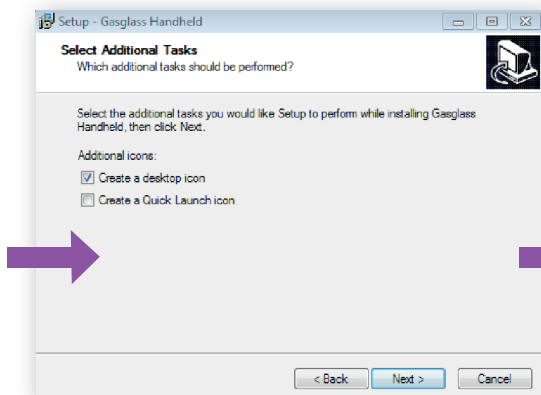 Setup - Gasglass Handheld
Select Additional Tasks
Which additional tasks should be performed?
Select the additional tasks you would like Setup to perform while installing Gasglass
Handheld, then click Next.
Additional icons:
Create a desktop icon
Create a Quick Launch icon
< Back Next > Cancel